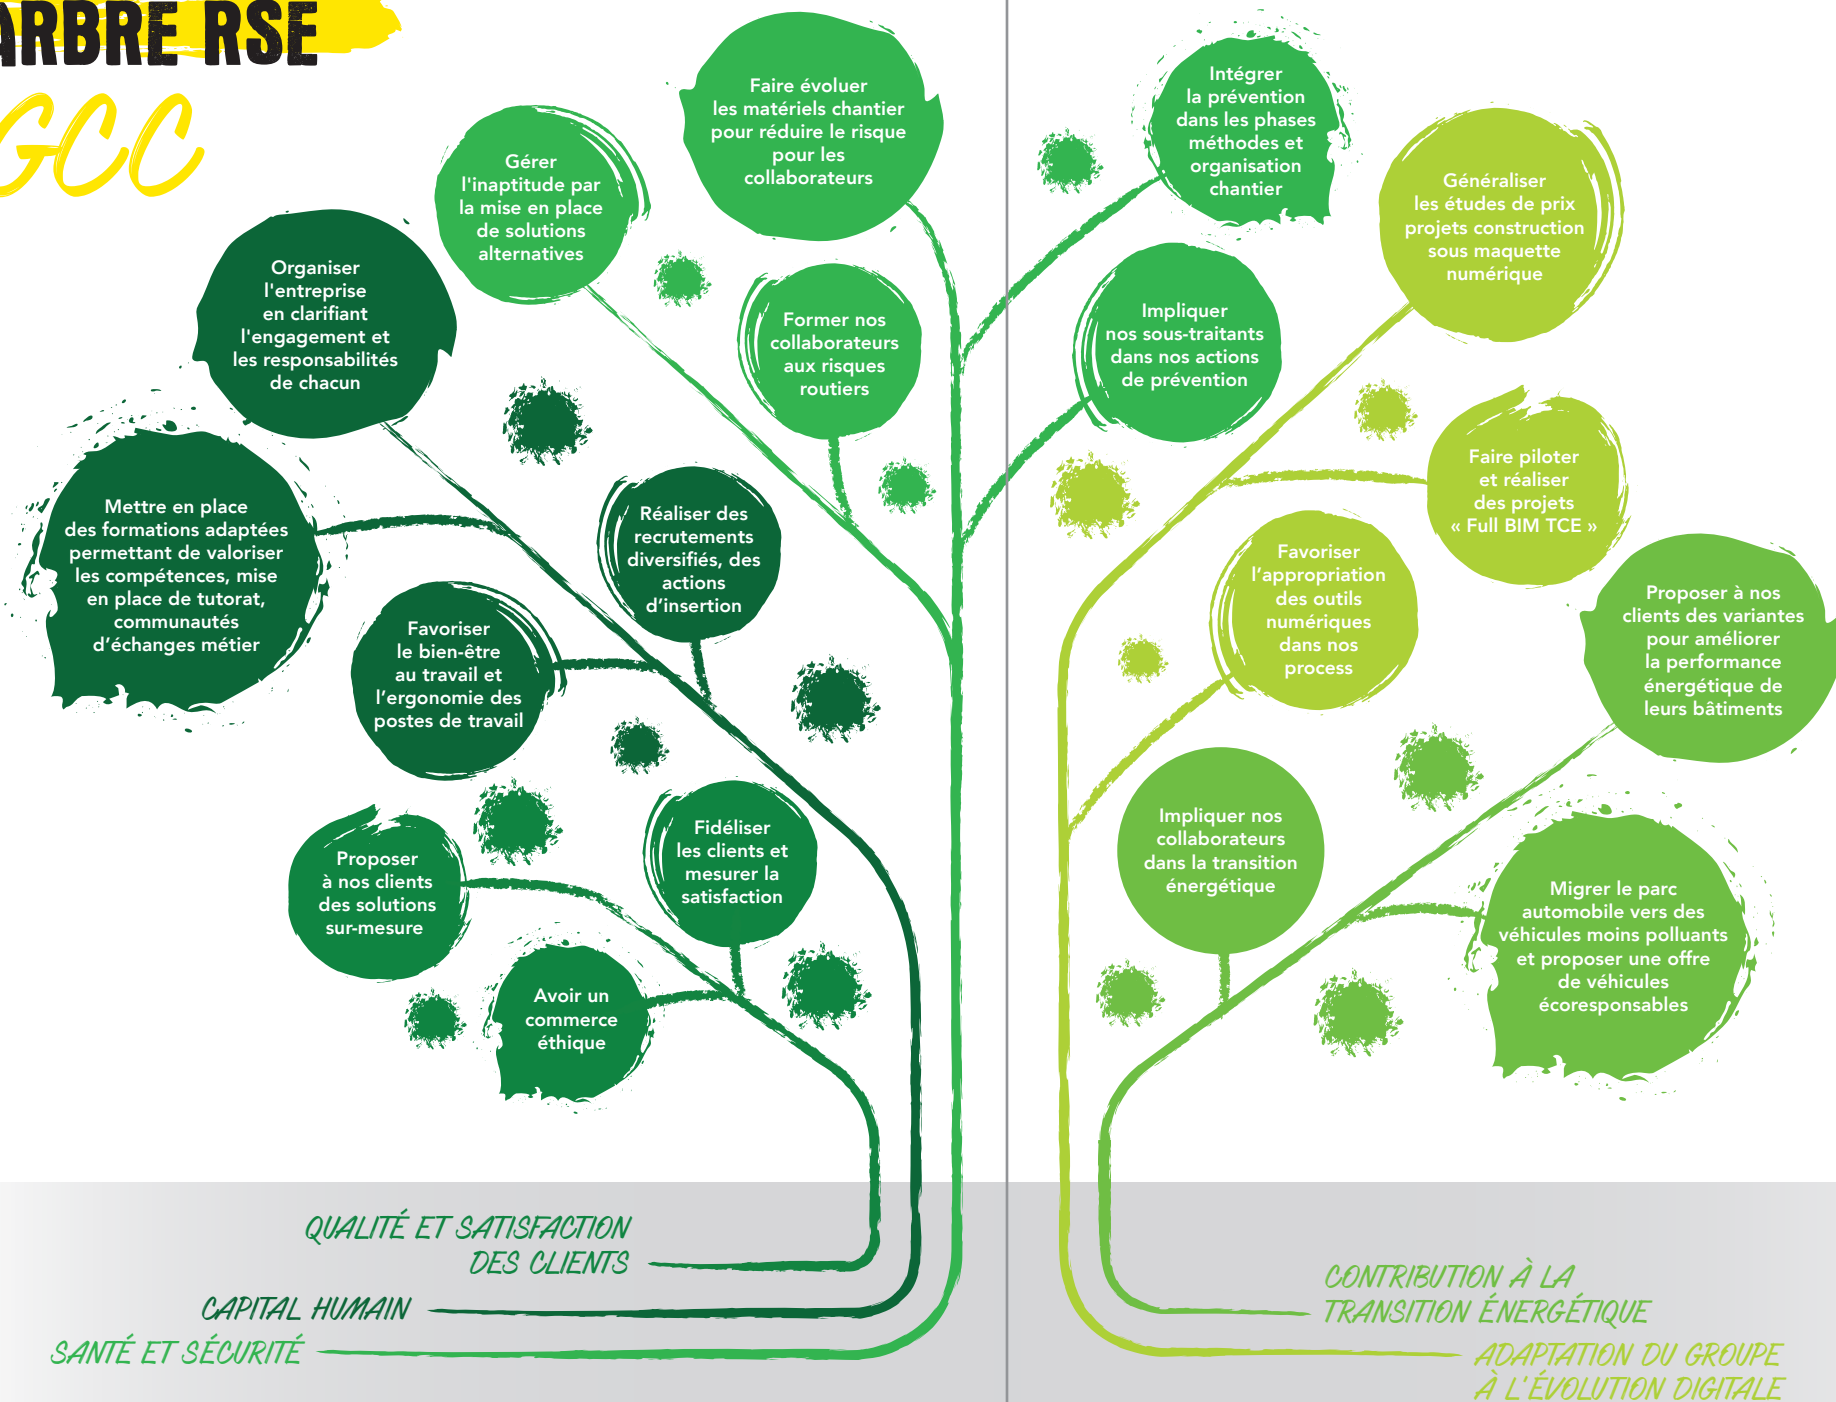 ARBRE RSE
GCC
Faire évoluer
les matériels chantier
pour réduire le risque
pour les
collaborateurs
Intégrer
la prévention
dans les phases
méthodes et
organisation
chantier
Gérer
l'inaptitude par
la mise en place
de solutions
alternatives
Généraliser
les études de prix
projets construction
sous maquette
numérique
Organiser
l'entreprise
en clarifiant
l'engagement et
les responsabilités
de chacun
Former nos
collaborateurs
aux risques
routiers
Impliquer
nos sous-traitants
dans nos actions
de prévention
Mettre en place
des formations adaptées
permettant de valoriser
les compétences, mise
en place de tutorat,
communautés
d’échanges métier
Réaliser des
recrutements
diversifiés, des
actions
d’insertion
Faire piloter
et réaliser
des projets
« Full BIM TCE »
Favoriser
l’appropriation
des outils
numériques
dans nos
process
Favoriser
le bien-être
au travail et
l’ergonomie des
postes de travail
Proposer à nos
clients des variantes
pour améliorer
la performance
énergétique de
leurs bâtiments
Proposer
à nos clients
des solutions
sur-mesure
Fidéliser
les clients et
mesurer la
satisfaction
Impliquer nos
collaborateurs
dans la transition
énergétique
Migrer le parc
automobile vers des
véhicules moins polluants
et proposer une offre
de véhicules
écoresponsables
Avoir un
commerce
éthique
QUALITÉ ET SATISFACTION
DES CLIENTS
CAPITAL HUMAIN
SANTÉ ET SÉCURITÉ
CONTRIBUTION À LA
TRANSITION ÉNERGÉTIQUE
ADAPTATION DU GROUPE
À L'ÉVOLUTION DIGITALE